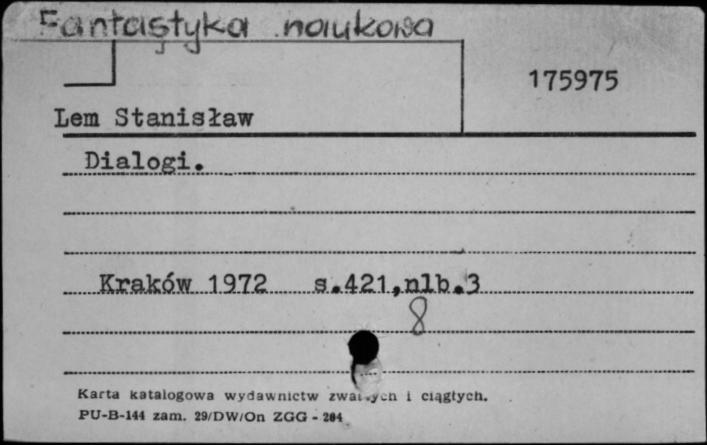 Fantastyka naukowa
175975
Lem Stanisław
Dialogi.
Kraków 1972 s.421,nlb.3
8
Karta katalogowa wydawnictw zwartych i ciągłych.
PU-B-144 zam. 29/DW/On ZGG - 204